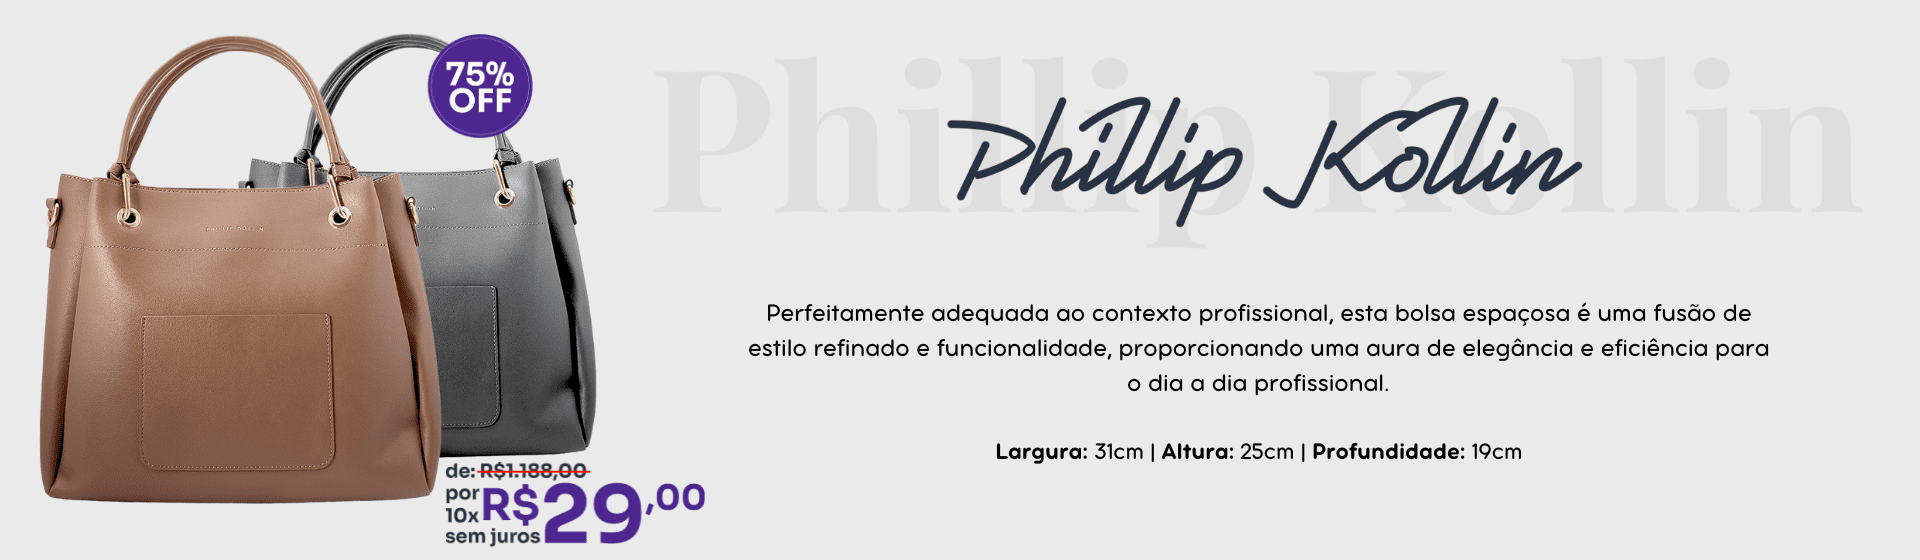 75%
OFF
PHILLIP KOLLIN
de: R$1.188,00
por
10x
sem juros
R$29,00
Phillip Kollin
Phillip Kollin
Perfeitamente adequada ao contexto profissional, esta bolsa espaçosa é uma fusão de
estilo refinado e funcionalidade, proporcionando uma aura de elegância e eficiência para
o dia a dia profissional.
Largura: 31cm | Altura: 25cm | Profundidade: 19cm